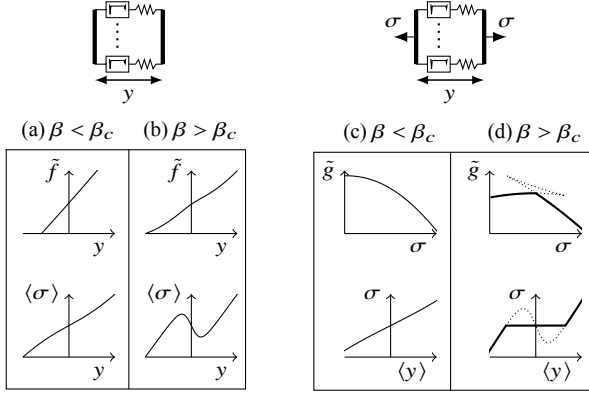 σ σ
y y
(a) β < β_c (b) β > β_c (c) β < β_c (d) β > β_c
f̃ f̃ g̃ g̃
y y σ σ
⟨σ⟩ ⟨σ⟩ σ σ
y y ⟨y⟩ ⟨y⟩